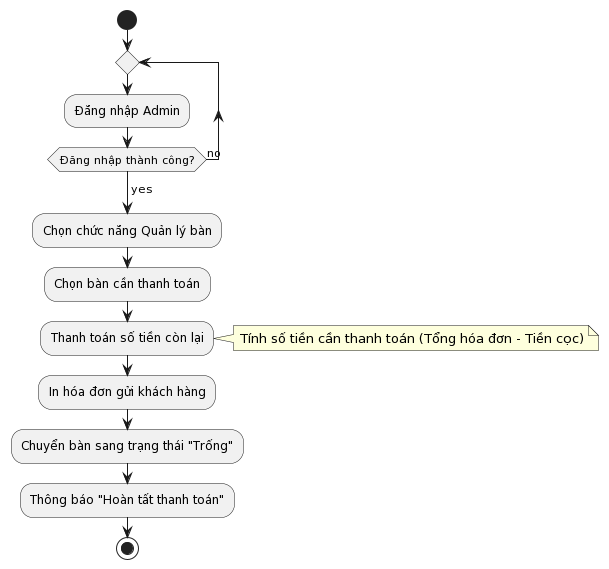 Đăng nhập Admin
Đăng nhập thành công?
no
yes
Chọn chức năng Quản lý bàn
Chọn bàn cần thanh toán
Thanh toán số tiền còn lại
Tính số tiền cần thanh toán (Tổng hóa đơn - Tiền cọc)
In hóa đơn gửi khách hàng
Chuyển bàn sang trạng thái "Trống"
Thông báo "Hoàn tất thanh toán"